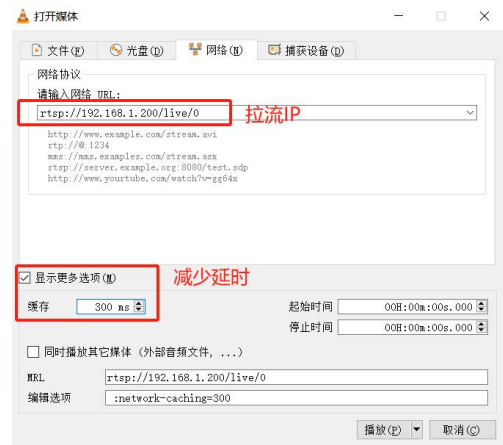 打开媒体
文件(F) 光盘(D) 网络(N) 捕获设备(D)
网络协议
请输入网络 URL:
rtsp://192.168.1.200/live/0
拉流IP
http://www.example.com/stream.avi
rtp://@:1234
mms://mms.examples.com/stream.asx
rtsp://server.example.org:8080/test.sdp
http://www.yourtube.com/watch?v=gg64x
显示更多选项(M)
减少延时
缓存 300 ms 起始时间 00H:00m:00s.000
停止时间 00H:00m:00s.000
同时播放其它媒体（外部音频文件, ...）
MRL rtsp://192.168.1.200/live/0
编辑选项 :network-caching=300
播放(P) 取消(C)